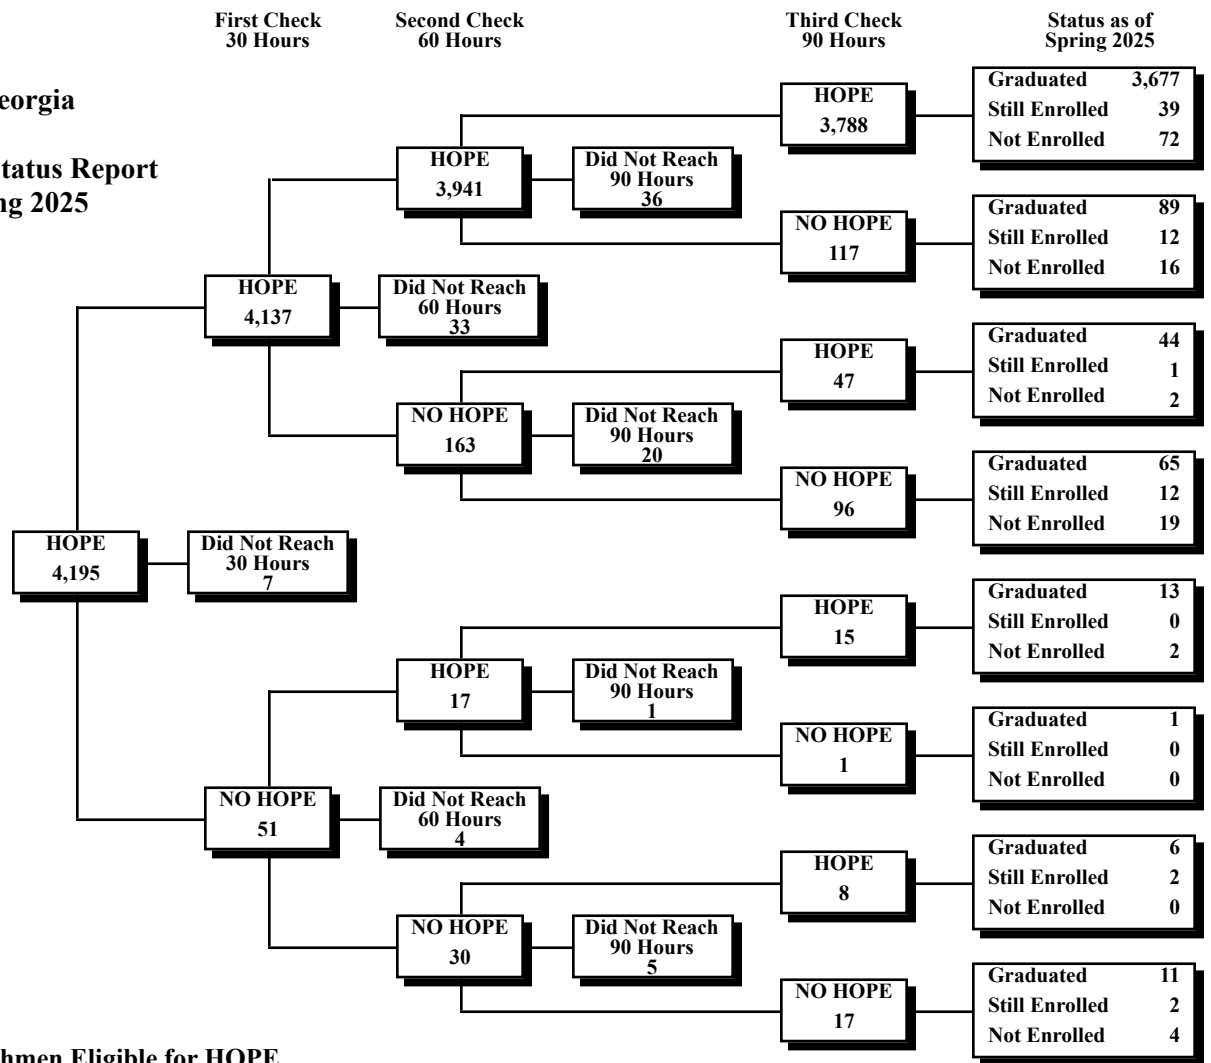 First Check
30 Hours
Second Check
60 Hours
Third Check
90 Hours
Status as of
Spring 2025
eorgia
tatus Report
ng 2025
HOPE
4,195
Did Not Reach
30 Hours
7
HOPE
4,137
Did Not Reach
60 Hours
33
NO HOPE
51
Did Not Reach
60 Hours
4
HOPE
3,941
Did Not Reach
90 Hours
36
NO HOPE
163
Did Not Reach
90 Hours
20
HOPE
17
Did Not Reach
90 Hours
1
NO HOPE
30
Did Not Reach
90 Hours
5
HOPE
3,788
Graduated 3,677
Still Enrolled 39
Not Enrolled 72
NO HOPE
117
Graduated 89
Still Enrolled 12
Not Enrolled 16
HOPE
47
Graduated 44
Still Enrolled 1
Not Enrolled 2
NO HOPE
96
Graduated 65
Still Enrolled 12
Not Enrolled 19
HOPE
15
Graduated 13
Still Enrolled 0
Not Enrolled 2
NO HOPE
1
Graduated 1
Still Enrolled 0
Not Enrolled 0
HOPE
8
Graduated 6
Still Enrolled 2
Not Enrolled 0
NO HOPE
17
Graduated 11
Still Enrolled 2
Not Enrolled 4
hmen Eligible for HOPE